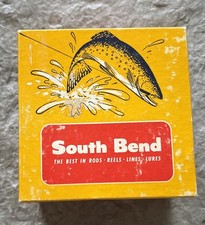 South Bend
THE BEST IN RODS · REELS · LINES · LURES